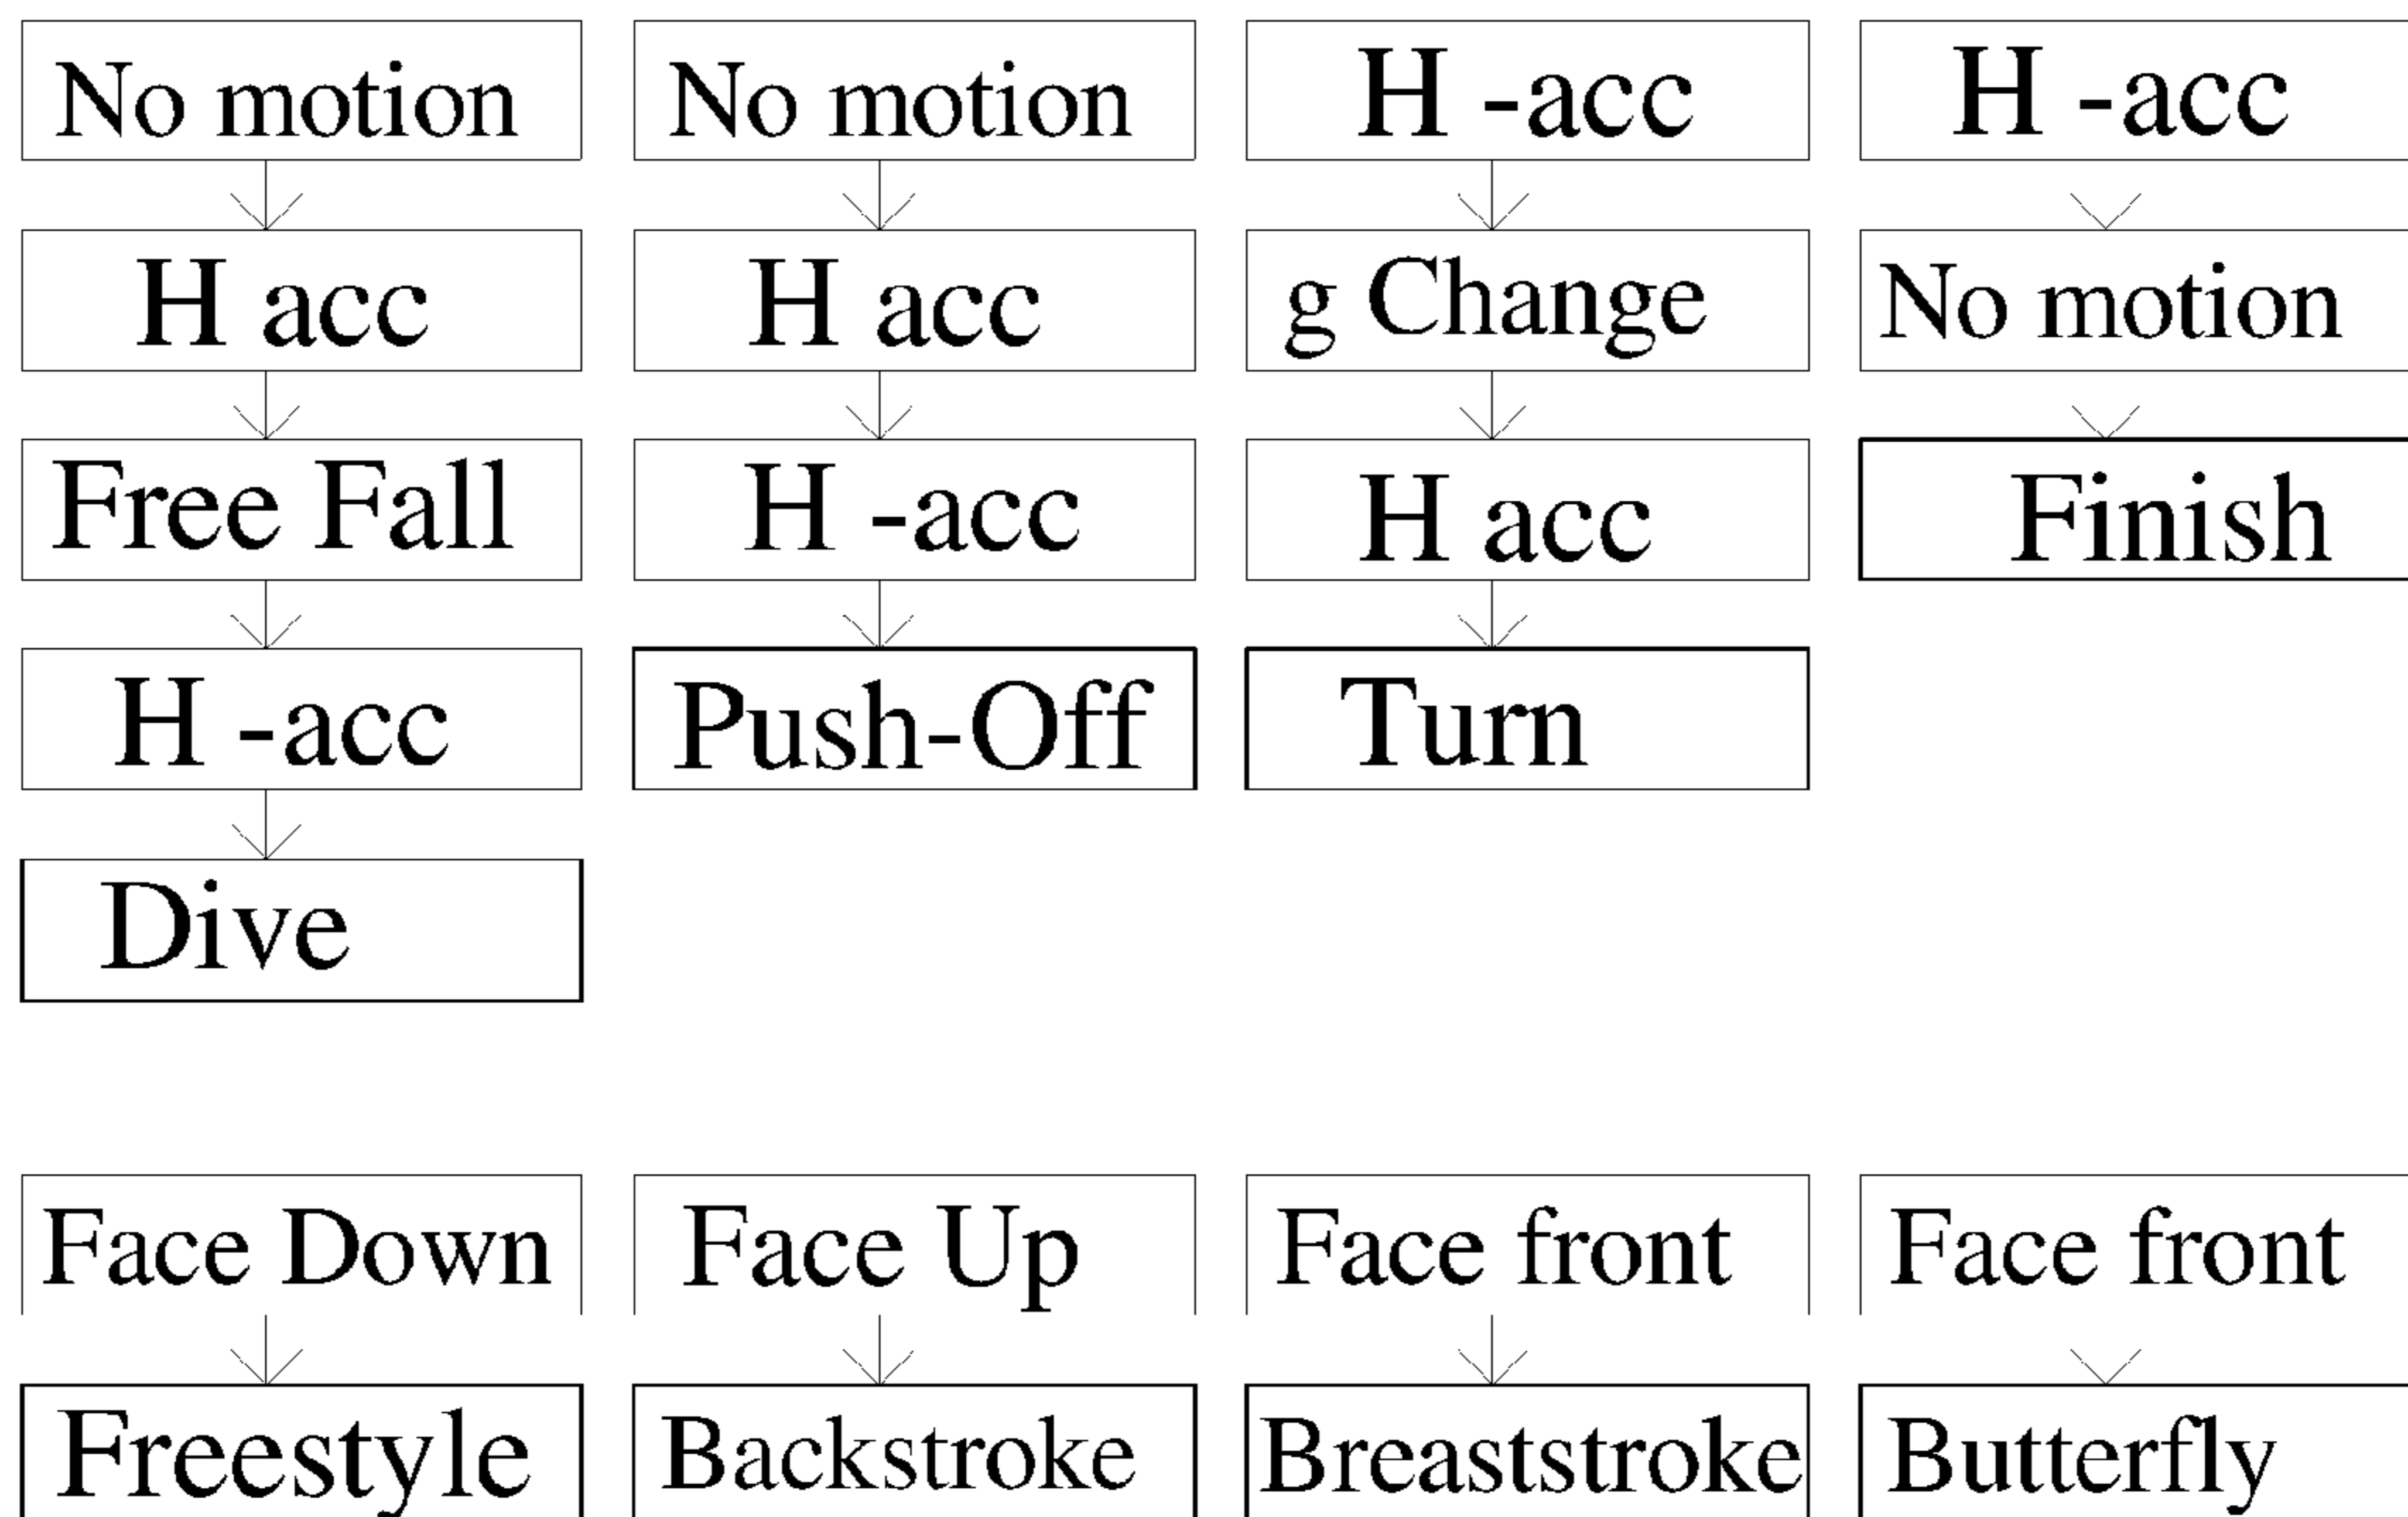 No motion
H acc
Free Fall
H -acc
Dive
No motion
H acc
H -acc
Push-Off
H -acc
g Change
H acc
Turn
H -acc
No motion
Finish
Face Down
Freestyle
Face Up
Backstroke
Face front
Breaststroke
Face front
Butterfly